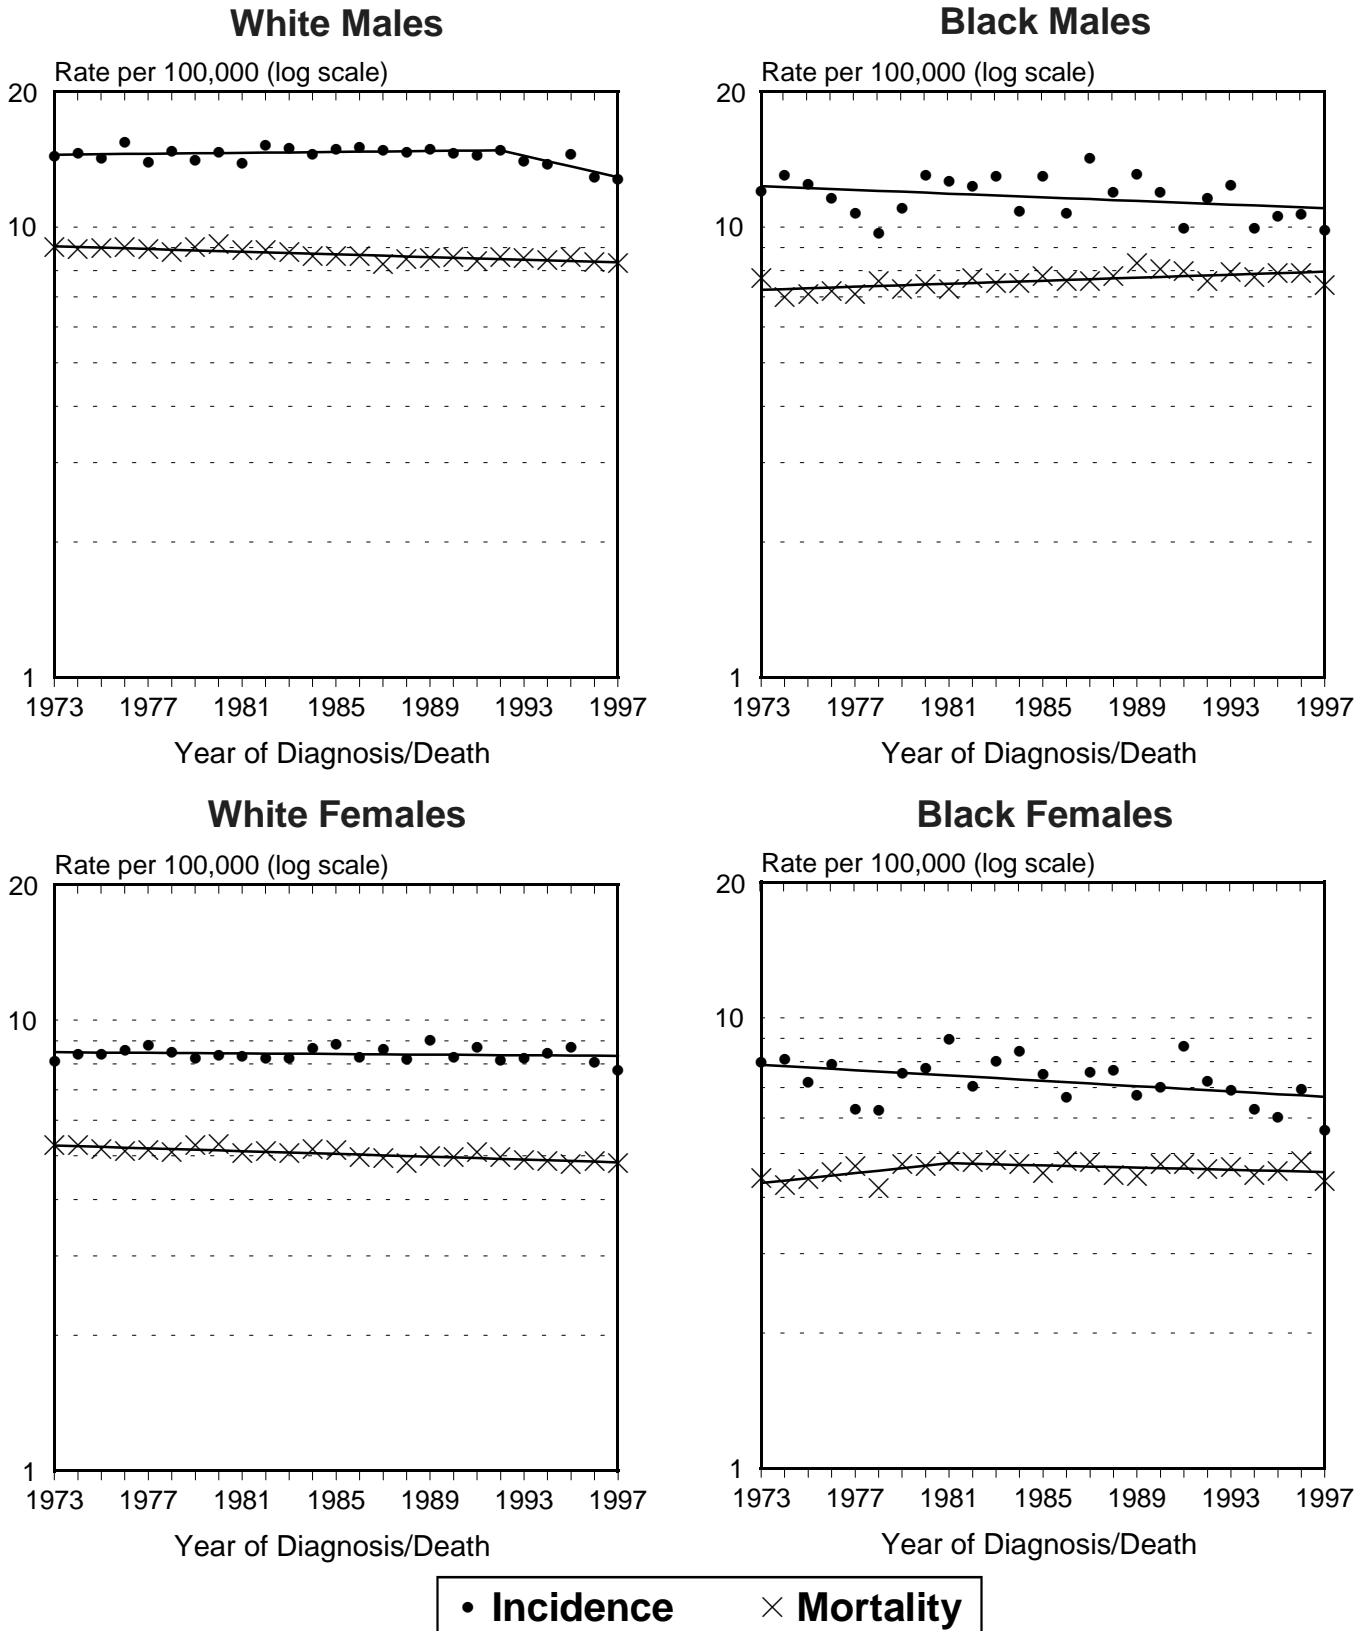 White Males
Rate per 100,000 (log scale)
20
10
1
1973 1977 1981 1985 1989 1993 1997
Year of Diagnosis/Death
Black Males
Rate per 100,000 (log scale)
20
10
1
1973 1977 1981 1985 1989 1993 1997
Year of Diagnosis/Death
White Females
Rate per 100,000 (log scale)
20
10
1
1973 1977 1981 1985 1989 1993 1997
Year of Diagnosis/Death
Black Females
Rate per 100,000 (log scale)
20
10
1
1973 1977 1981 1985 1989 1993 1997
Year of Diagnosis/Death
Incidence Mortality